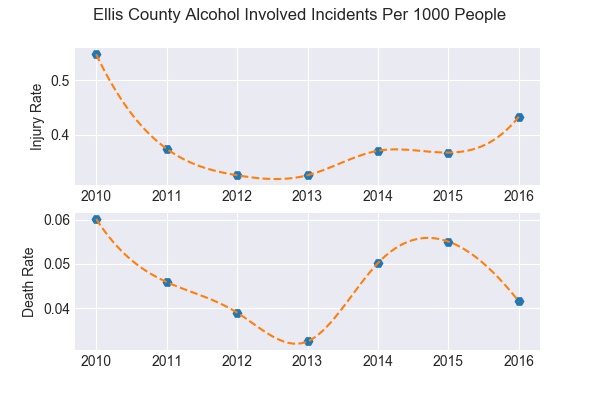 Ellis County Alcohol Involved Incidents Per 1000 People
Injury Rate
0.5
0.4
2010 2011 2012 2013 2014 2015 2016
Death Rate
0.06
0.05
0.04
2010 2011 2012 2013 2014 2015 2016